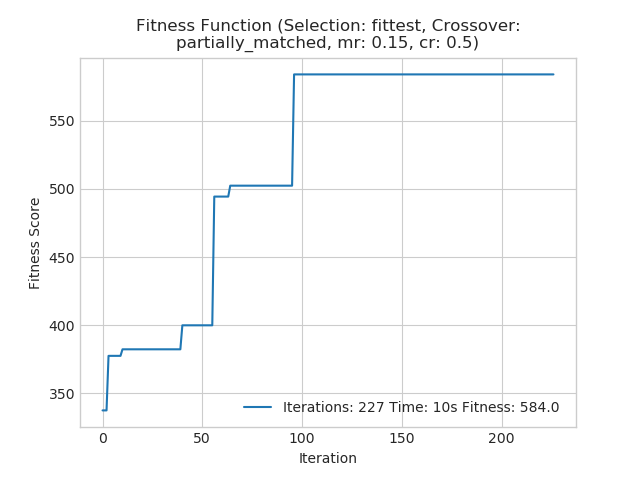 Fitness Function (Selection: fittest, Crossover:
partially_matched, mr: 0.15, cr: 0.5)
Fitness Score
550
500
450
400
350
Iterations: 227 Time: 10s Fitness: 584.0
0 50 100 150 200
Iteration